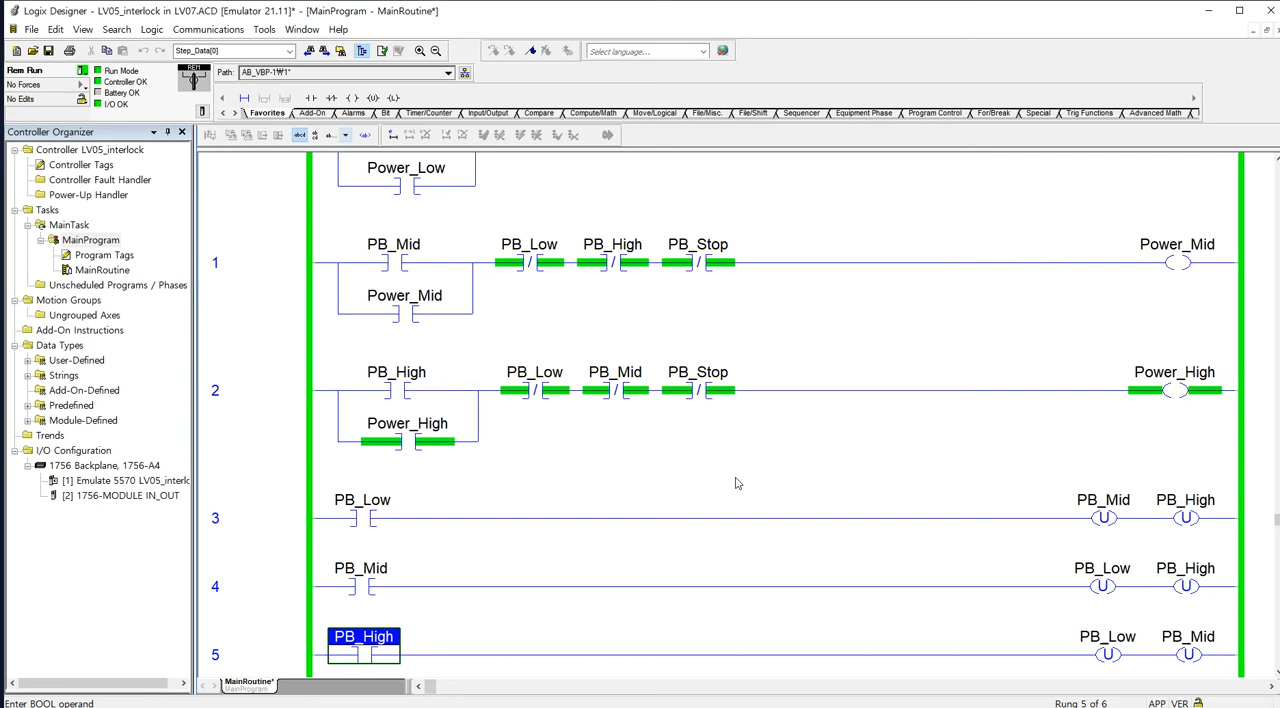 Logix Designer - LV05_interlock in LV07.ACD [Emulator 21.11]* - [MainProgram - MainRoutine*]
File Edit View Search Logic Communications Tools Window Help
Step_Data[0]
Select language...
Rem Run
No Forces
No Edits
Run Mode
Controller OK
Battery OK
I/O OK
REM
Path: AB_VBP-1₩1*
Favorites Add-On Alarms Bit Timer/Counter Input/Output Compare Compute/Math Move/Logical File/Misc. File/Shift Sequencer Equipment Phase Program Control For/Break Special Trig Functions Advanced Math
Controller Organizer
Controller LV05_interlock
Controller Tags
Controller Fault Handler
Power-Up Handler
Tasks
MainTask
MainProgram
Program Tags
MainRoutine
Unscheduled Programs / Phases
Motion Groups
Ungrouped Axes
Add-On Instructions
Data Types
User-Defined
Strings
Add-On-Defined
Predefined
Module-Defined
Trends
I/O Configuration
1756 Backplane, 1756-A4
[1] Emulate 5570 LV05_interlc
[2] 1756-MODULE IN_OUT
Power_Low
PB_Mid PB_Low PB_High PB_Stop Power_Mid
1
Power_Mid
PB_High PB_Low PB_Mid PB_Stop Power_High
2
Power_High
PB_Low PB_Mid PB_High
3 U U
PB_Mid PB_Low PB_High
4 U U
PB_High PB_Low PB_Mid
5 U U
MainRoutine*
MainProgram
Enter BOOL operand
Rung 5 of 6
APP VER